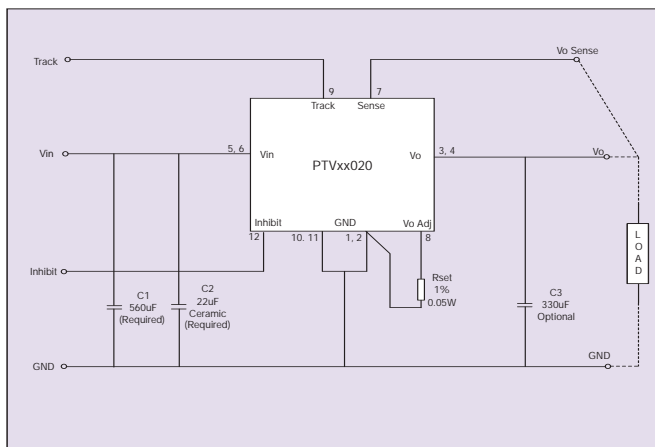 Track
Vo Sense
9
7
Track
Sense
Vin
5, 6
Vin
PTVxx020
Vo
3, 4
Vo
Inhibit
GND
Vo Adj
12
10. 11
1, 2
8
L
O
A
D
Inhibit
Rset
1%
0.05W
C1
560uF
(Required)
C2
22uF
Ceramic
(Required)
C3
330uF
Optional
GND
GND